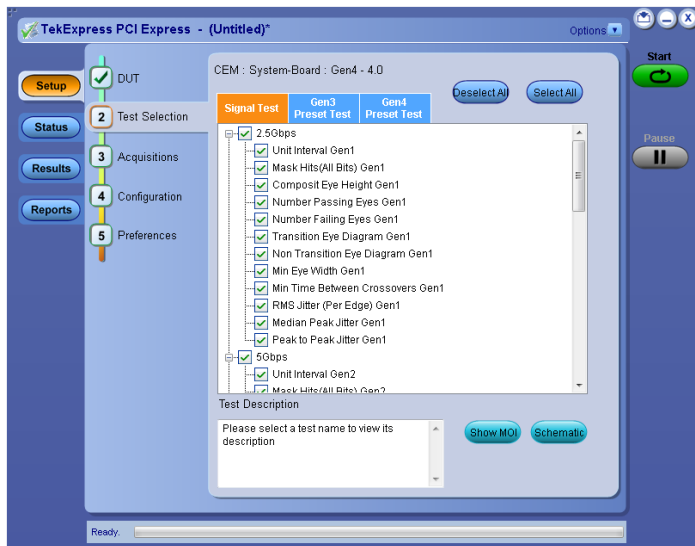 TekExpress PCI Express - (Untitled)*
Options
Start
Setup
Status
Results
Reports
Pause
DUT
2 Test Selection
3 Acquisitions
4 Configuration
5 Preferences
CEM : System-Board : Gen4 - 4.0
Deselect All
Select All
Signal Test
Gen3
Preset Test
Gen4
Preset Test
2.5Gbps
Unit Interval Gen1
Mask Hits(All Bits) Gen1
Composit Eye Height Gen1
Number Passing Eyes Gen1
Number Failing Eyes Gen1
Transition Eye Diagram Gen1
Non Transition Eye Diagram Gen1
Min Eye Width Gen1
Min Time Between Crossovers Gen1
RMS Jitter (Per Edge) Gen1
Median Peak Jitter Gen1
Peak to Peak Jitter Gen1
5Gbps
Unit Interval Gen2
Mask Hits(All Bits) Gen2
Test Description
Please select a test name to view its
description
Show MOI
Schematic
Ready.